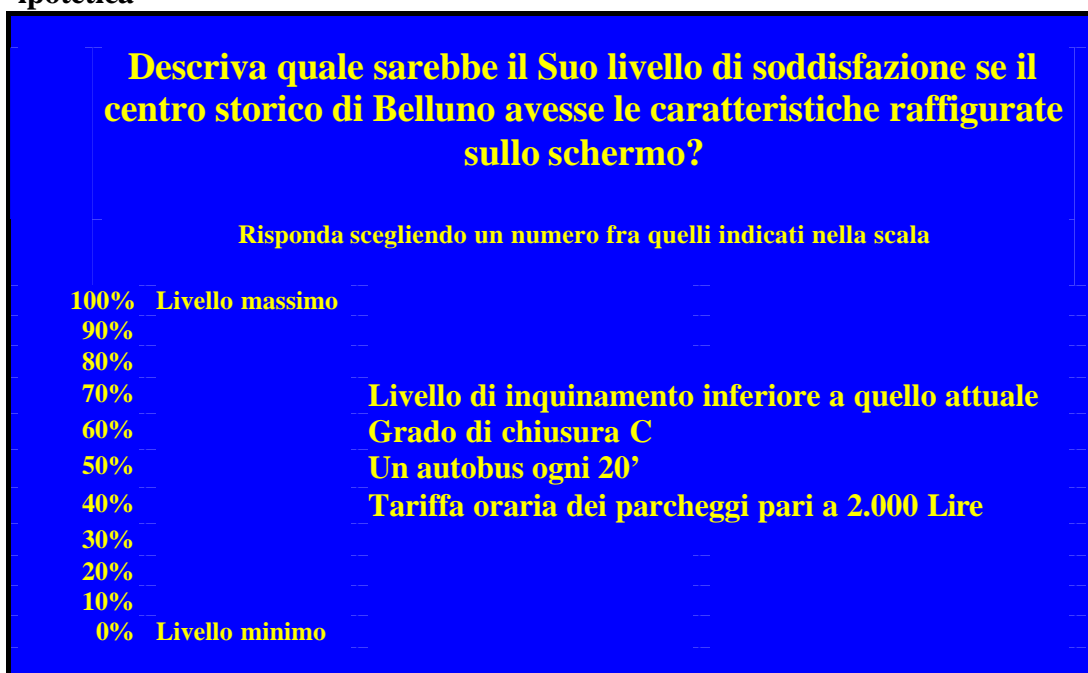 ipotetica
Descriva quale sarebbe il Suo livello di soddisfazione se il
centro storico di Belluno avesse le caratteristiche raffigurate
sullo schermo?
Risponda scegliendo un numero fra quelli indicati nella scala
100% Livello massimo
90%
80%
70% Livello di inquinamento inferiore a quello attuale
60% Grado di chiusura C
50% Un autobus ogni 20’
40% Tariffa oraria dei parcheggi pari a 2.000 Lire
30%
20%
10%
0% Livello minimo